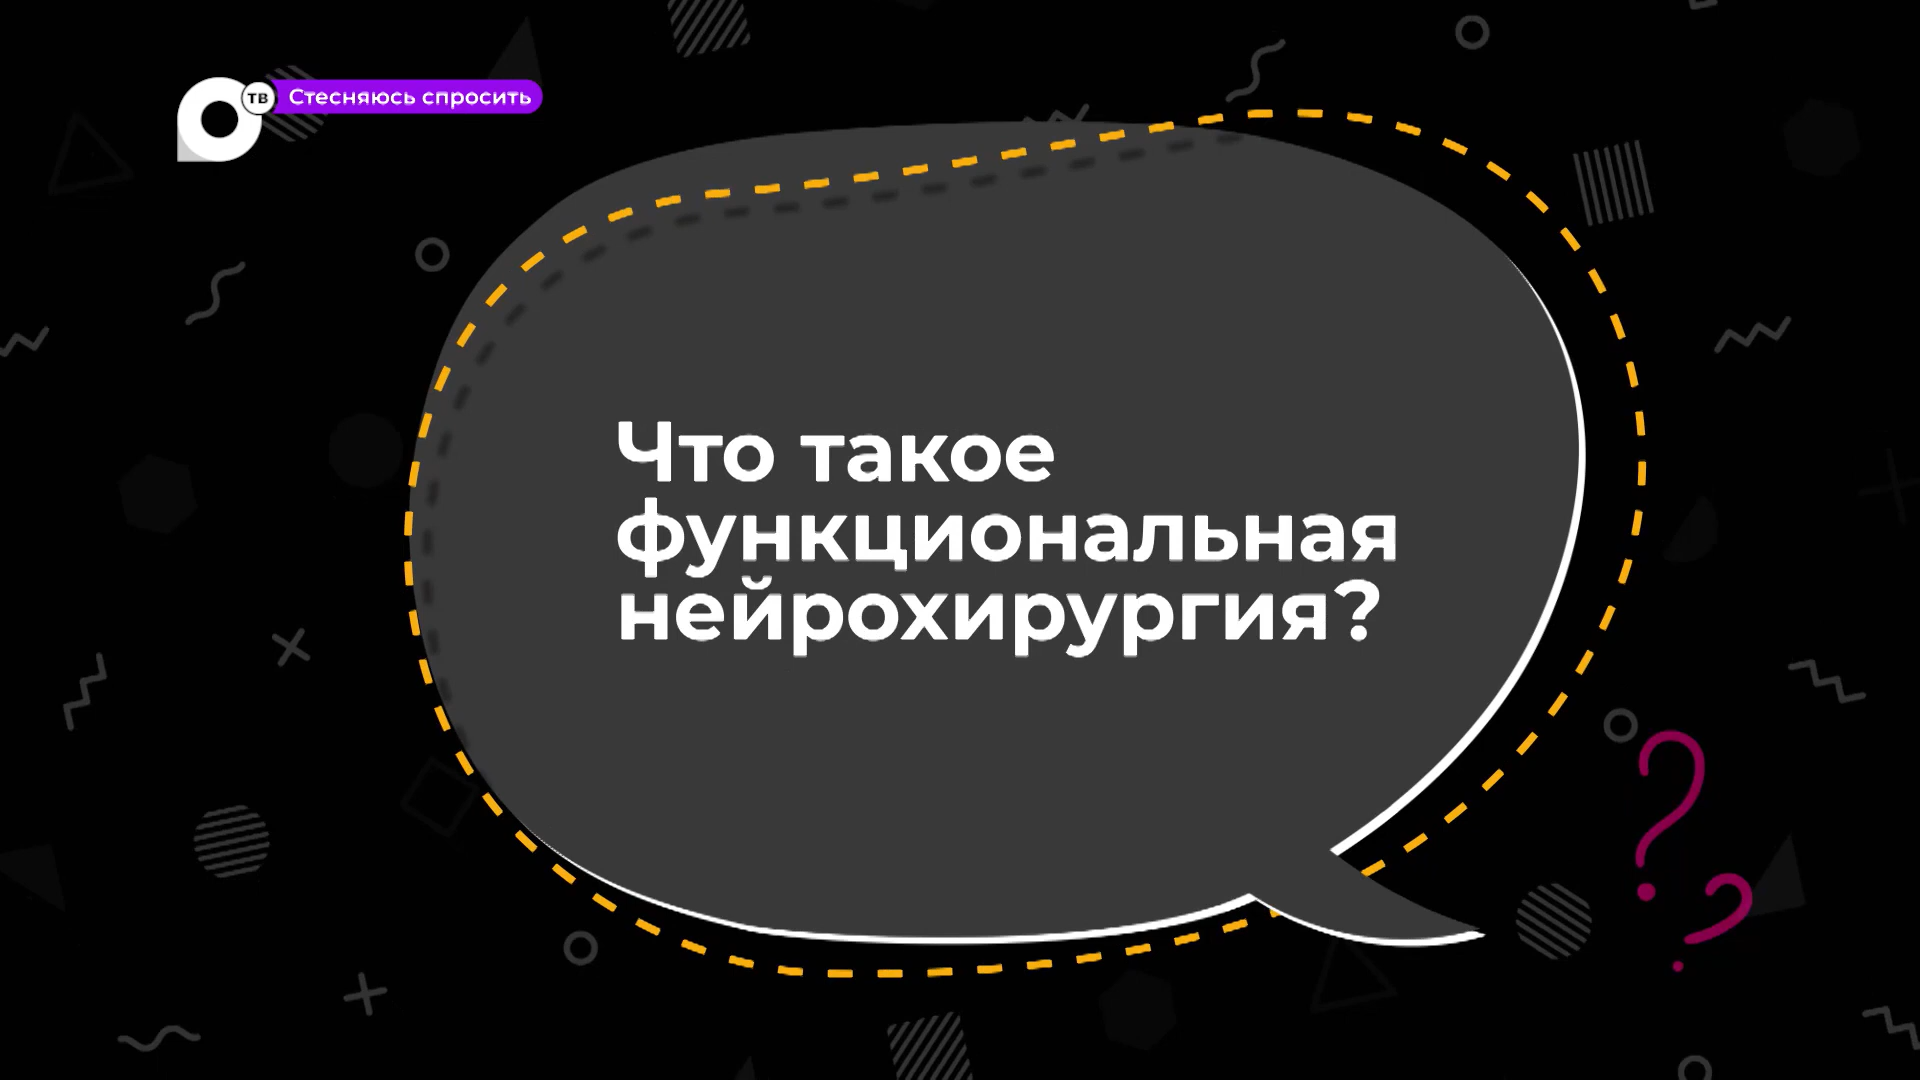 ТВ Стесняюсь спросить
Что такое
функциональная
нейрохирургия?